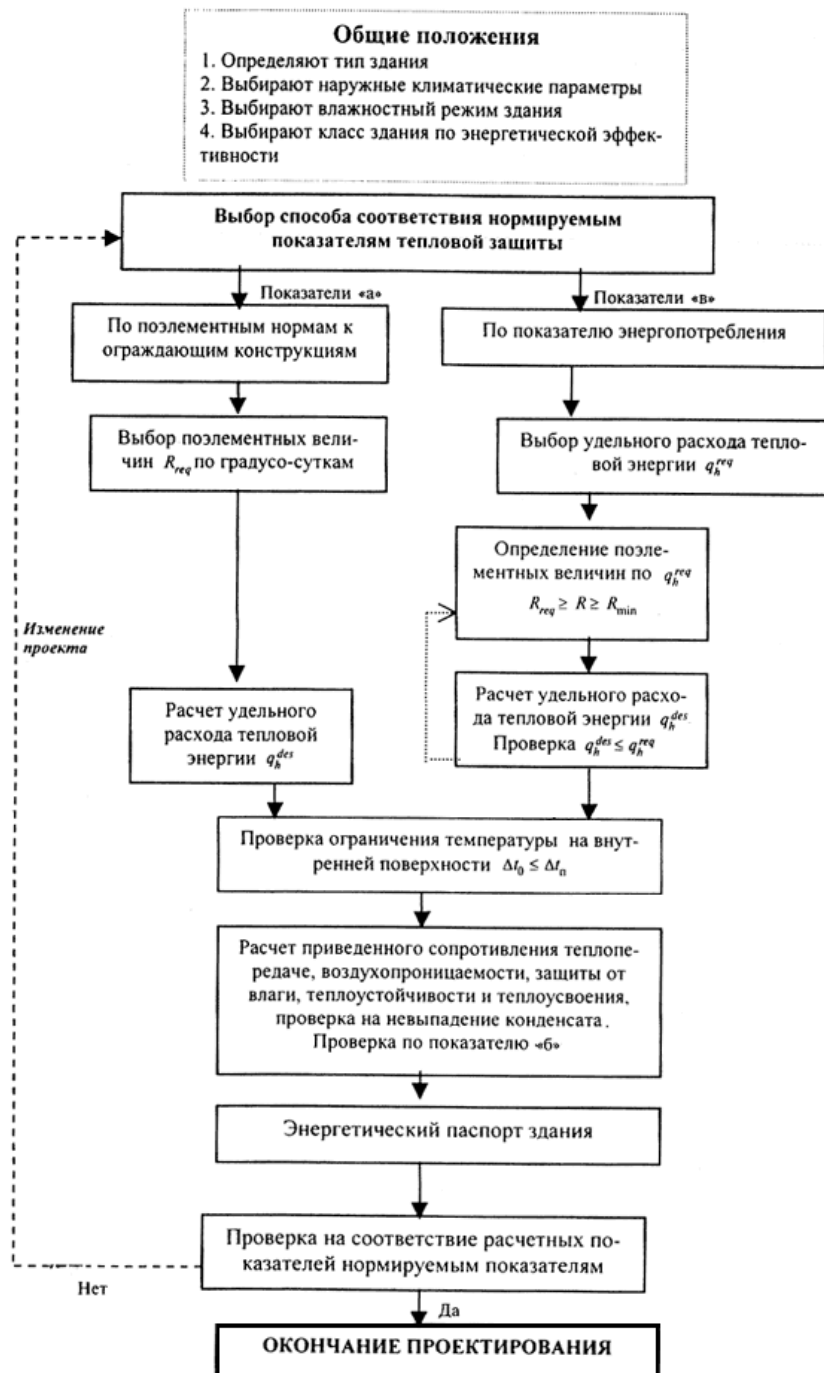 Общие положения
1. Определяют тип здания
2. Выбирают наружные климатические параметры
3. Выбирают влажностный режим здания
4. Выбирают класс здания по энергетической эффек-
тивности
Выбор способа соответствия нормируемым
показателям тепловой защиты
Показатели «а»
Показатели «в»
По поэлементным нормам к
ограждающим конструкциям
По показателю энергопотребления
Выбор поэлементных вели-
чин R_req по градусо-суткам
Выбор удельного расхода тепло-
вой энергии q_h^req
Определение поэле-
ментных величин по q_h^req
R_req ≥ R ≥ R_min
Изменение
проекта
Расчет удельного
расхода тепловой
энергии q_h^des
Расчет удельного расхо-
да тепловой энергии q_h^des
Проверка q_h^des ≤ q_h^req
Проверка ограничения температуры на внут-
ренней поверхности Δt₀ ≤ Δtₙ
Расчет приведенного сопротивления теплопе-
редаче, воздухопроницаемости, защиты от
влаги, теплоустойчивости и теплоусвоения,
проверка на невыпадение конденсата.
Проверка по показателю «б»
Энергетический паспорт здания
Проверка на соответствие расчетных по-
казателей нормируемым показателям
Нет
Да
ОКОНЧАНИЕ ПРОЕКТИРОВАНИЯ